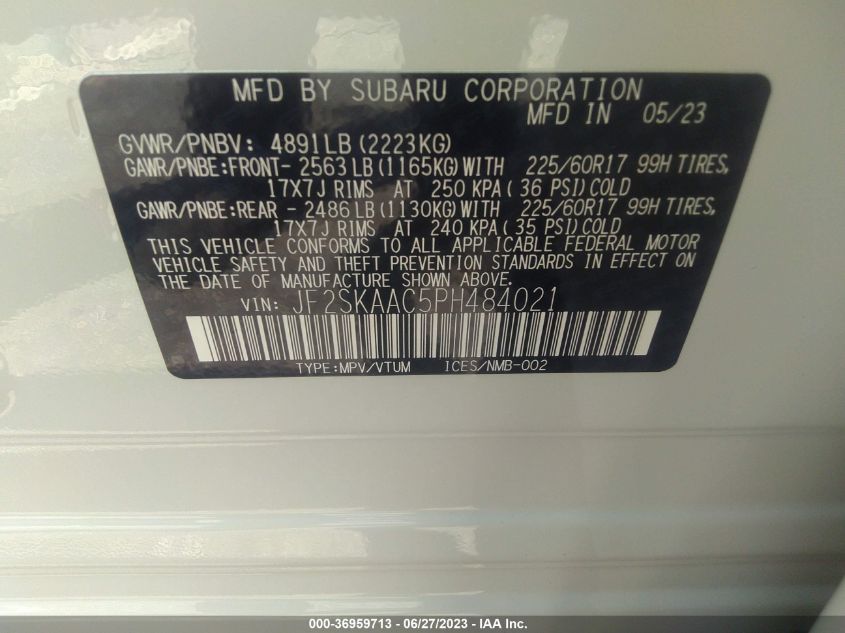 MFD BY SUBARU CORPORATION
MFD IN 05/23
GVWR/PNBV: 4891LB (2223KG)
GAWR/PNBE:FRONT- 2563 LB (1165KG) WITH 225/60R17 99H TIRES,
17X7J RIMS AT 250 KPA ( 36 PSI) COLD
GAWR/PNBE:REAR - 2486 LB (1130KG) WITH 225/60R17 99H TIRES,
17X7J RIMS AT 240 KPA ( 35 PSI) COLD
THIS VEHICLE CONFORMS TO ALL APPLICABLE FEDERAL MOTOR
VEHICLE SAFETY AND THEFT PREVENTION STANDARDS IN EFFECT ON
THE DATE OF MANUFACTURE SHOWN ABOVE.
VIN: JF2SKAAC5PH484021
TYPE:MPV/VTUM ICES/NMB-002
000-36959713 - 06/27/2023 - IAA Inc.